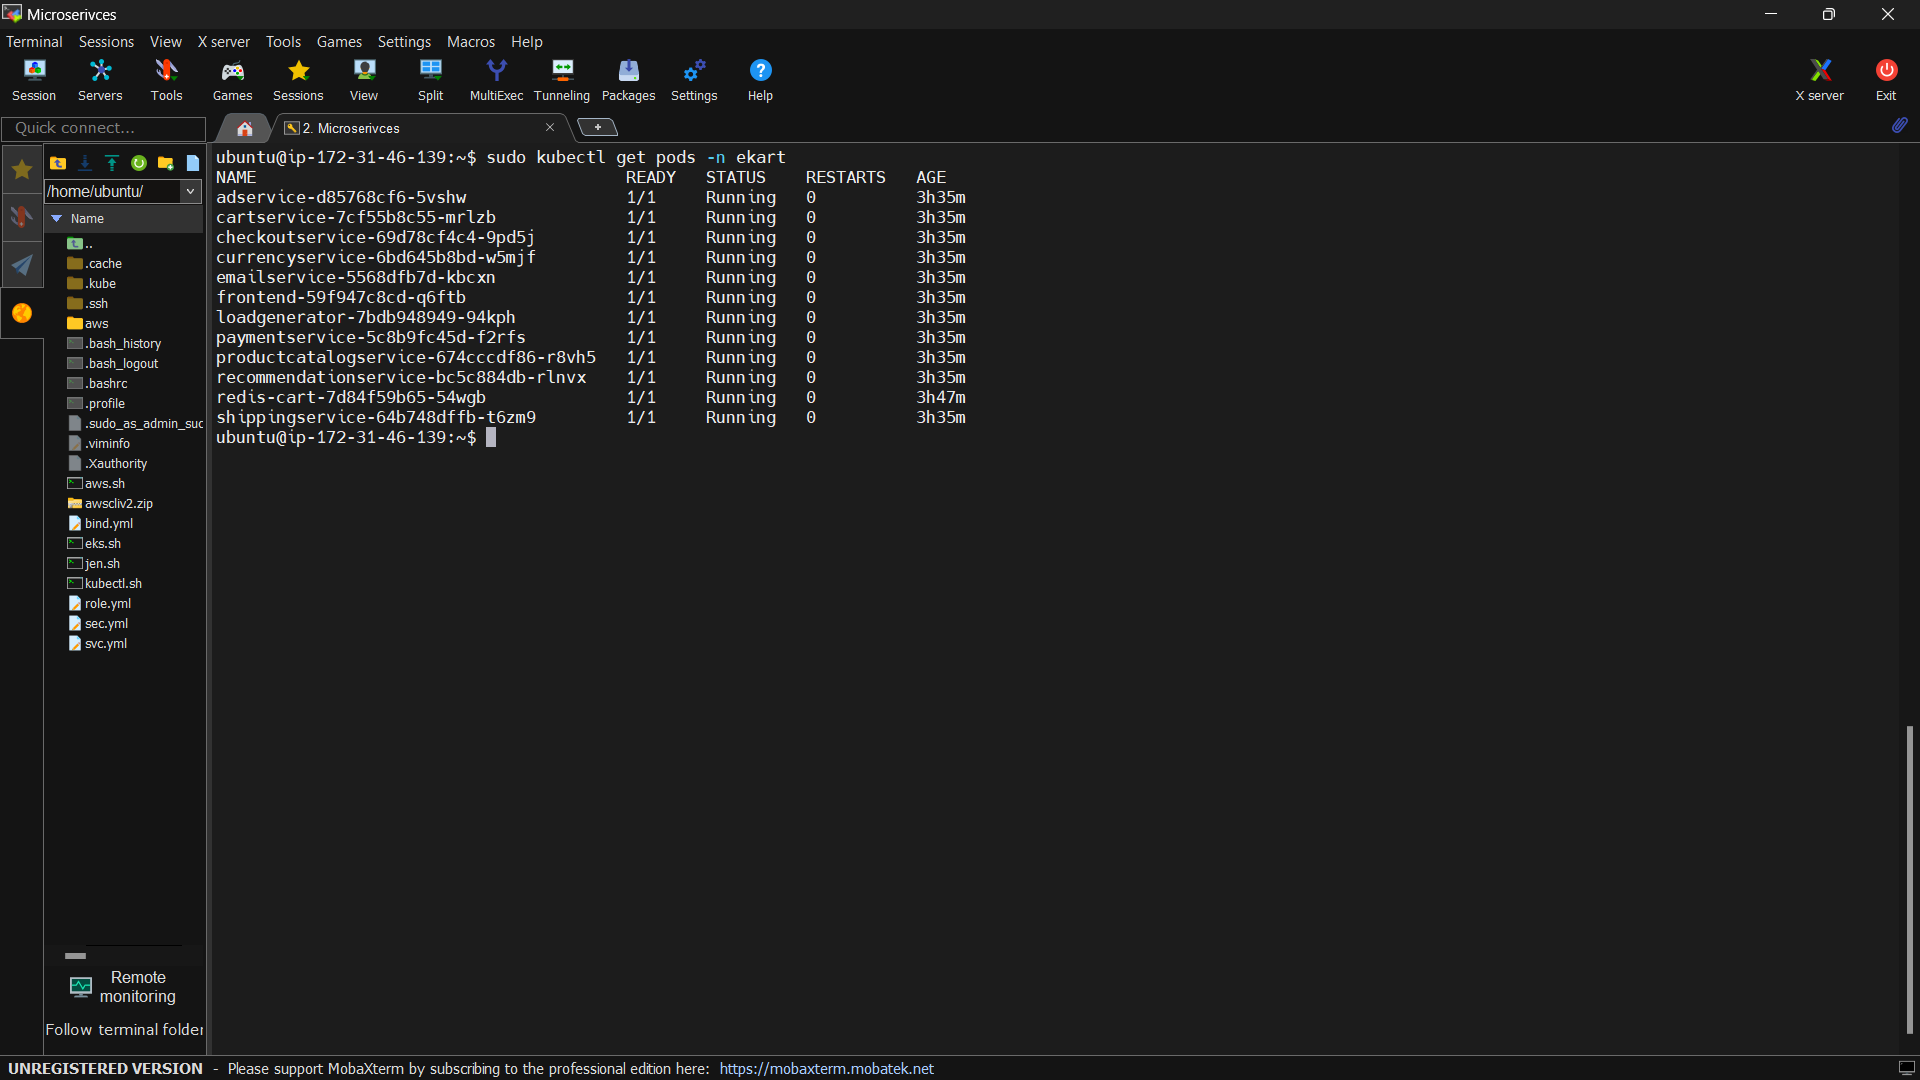 Microserivces
Terminal Sessions View X server Tools Games Settings Macros Help
Session Servers Tools Games Sessions View Split MultiExec Tunneling Packages Settings Help X server Exit
Quick connect...
2. Microserivces
/home/ubuntu/
Name
..
.cache
.kube
.ssh
aws
.bash_history
.bash_logout
.bashrc
.profile
.sudo_as_admin_suc
.viminfo
.Xauthority
aws.sh
awscliv2.zip
bind.yml
eks.sh
jen.sh
kubectl.sh
role.yml
sec.yml
svc.yml
Remote
monitoring
Follow terminal folder
ubuntu@ip-172-31-46-139:~$ sudo kubectl get pods -n ekart
NAME READY STATUS RESTARTS AGE
adservice-d85768cf6-5vshw 1/1 Running 0 3h35m
cartservice-7cf55b8c55-mrlzb 1/1 Running 0 3h35m
checkoutservice-69d78cf4c4-9pd5j 1/1 Running 0 3h35m
currencyservice-6bd645b8bd-w5mjf 1/1 Running 0 3h35m
emailservice-5568dfb7d-kbcxn 1/1 Running 0 3h35m
frontend-59f947c8cd-q6ftb 1/1 Running 0 3h35m
loadgenerator-7bdb948949-94kph 1/1 Running 0 3h35m
paymentservice-5c8b9fc45d-f2rfs 1/1 Running 0 3h35m
productcatalogservice-674cccdf86-r8vh5 1/1 Running 0 3h35m
recommendationservice-bc5c884db-rlnvx 1/1 Running 0 3h35m
redis-cart-7d84f59b65-54wgb 1/1 Running 0 3h47m
shippingservice-64b748dffb-t6zm9 1/1 Running 0 3h35m
ubuntu@ip-172-31-46-139:~$
UNREGISTERED VERSION - Please support MobaXterm by subscribing to the professional edition here: https://mobaxterm.mobatek.net